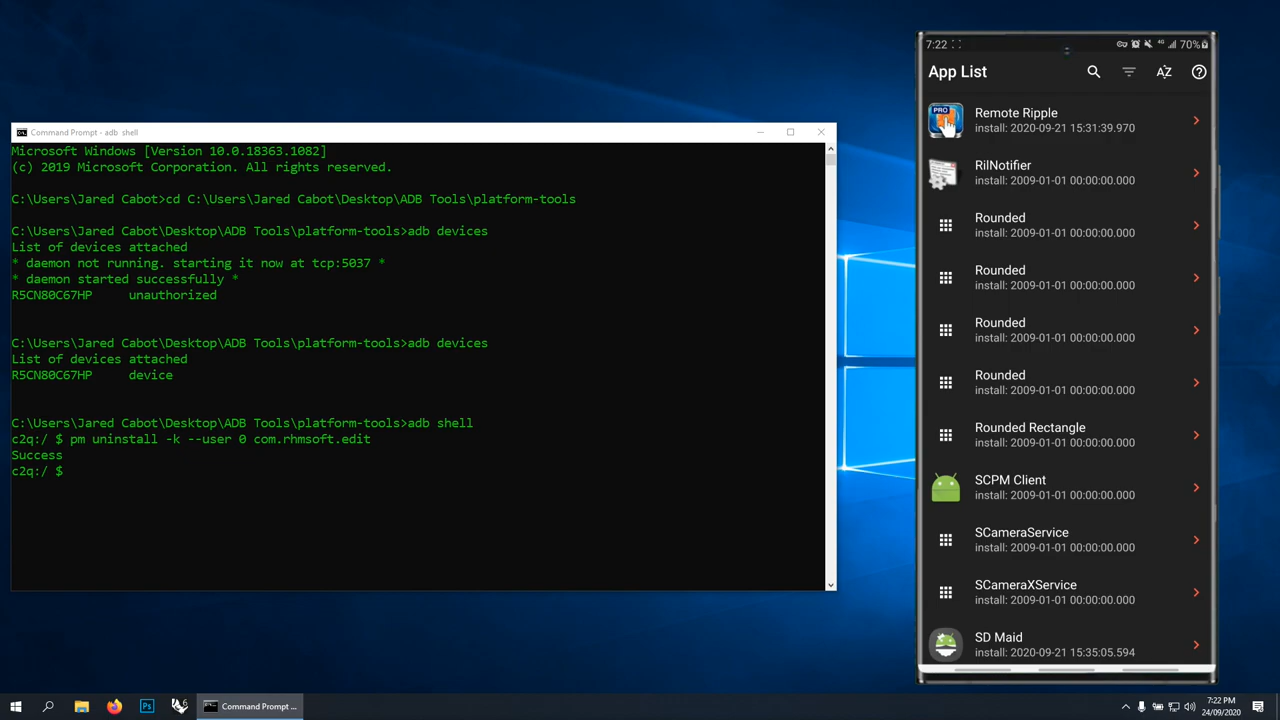 Command Prompt - adb shell
Microsoft Windows [Version 10.0.18363.1082]
(c) 2019 Microsoft Corporation. All rights reserved.
C:\Users\Jared Cabot>cd C:\Users\Jared Cabot\Desktop\ADB Tools\platform-tools
C:\Users\Jared Cabot\Desktop\ADB Tools\platform-tools>adb devices
List of devices attached
* daemon not running. starting it now at tcp:5037 *
* daemon started successfully *
R5CN80C67HP unauthorized
C:\Users\Jared Cabot\Desktop\ADB Tools\platform-tools>adb devices
List of devices attached
R5CN80C67HP device
C:\Users\Jared Cabot\Desktop\ADB Tools\platform-tools>adb shell
c2q:/ $ pm uninstall -k --user 0 com.rhmsoft.edit
Success
c2q:/ $
7:22 4G 70%
App List
PRO
Remote Ripple
install: 2020-09-21 15:31:39.970
RilNotifier
install: 2009-01-01 00:00:00.000
Rounded
install: 2009-01-01 00:00:00.000
Rounded
install: 2009-01-01 00:00:00.000
Rounded
install: 2009-01-01 00:00:00.000
Rounded
install: 2009-01-01 00:00:00.000
Rounded Rectangle
install: 2009-01-01 00:00:00.000
SCPM Client
install: 2009-01-01 00:00:00.000
SCameraService
install: 2009-01-01 00:00:00.000
SCameraXService
install: 2009-01-01 00:00:00.000
SD Maid
install: 2020-09-21 15:35:05.594
Ps
Command Prompt ...
7:22 PM
24/09/2020